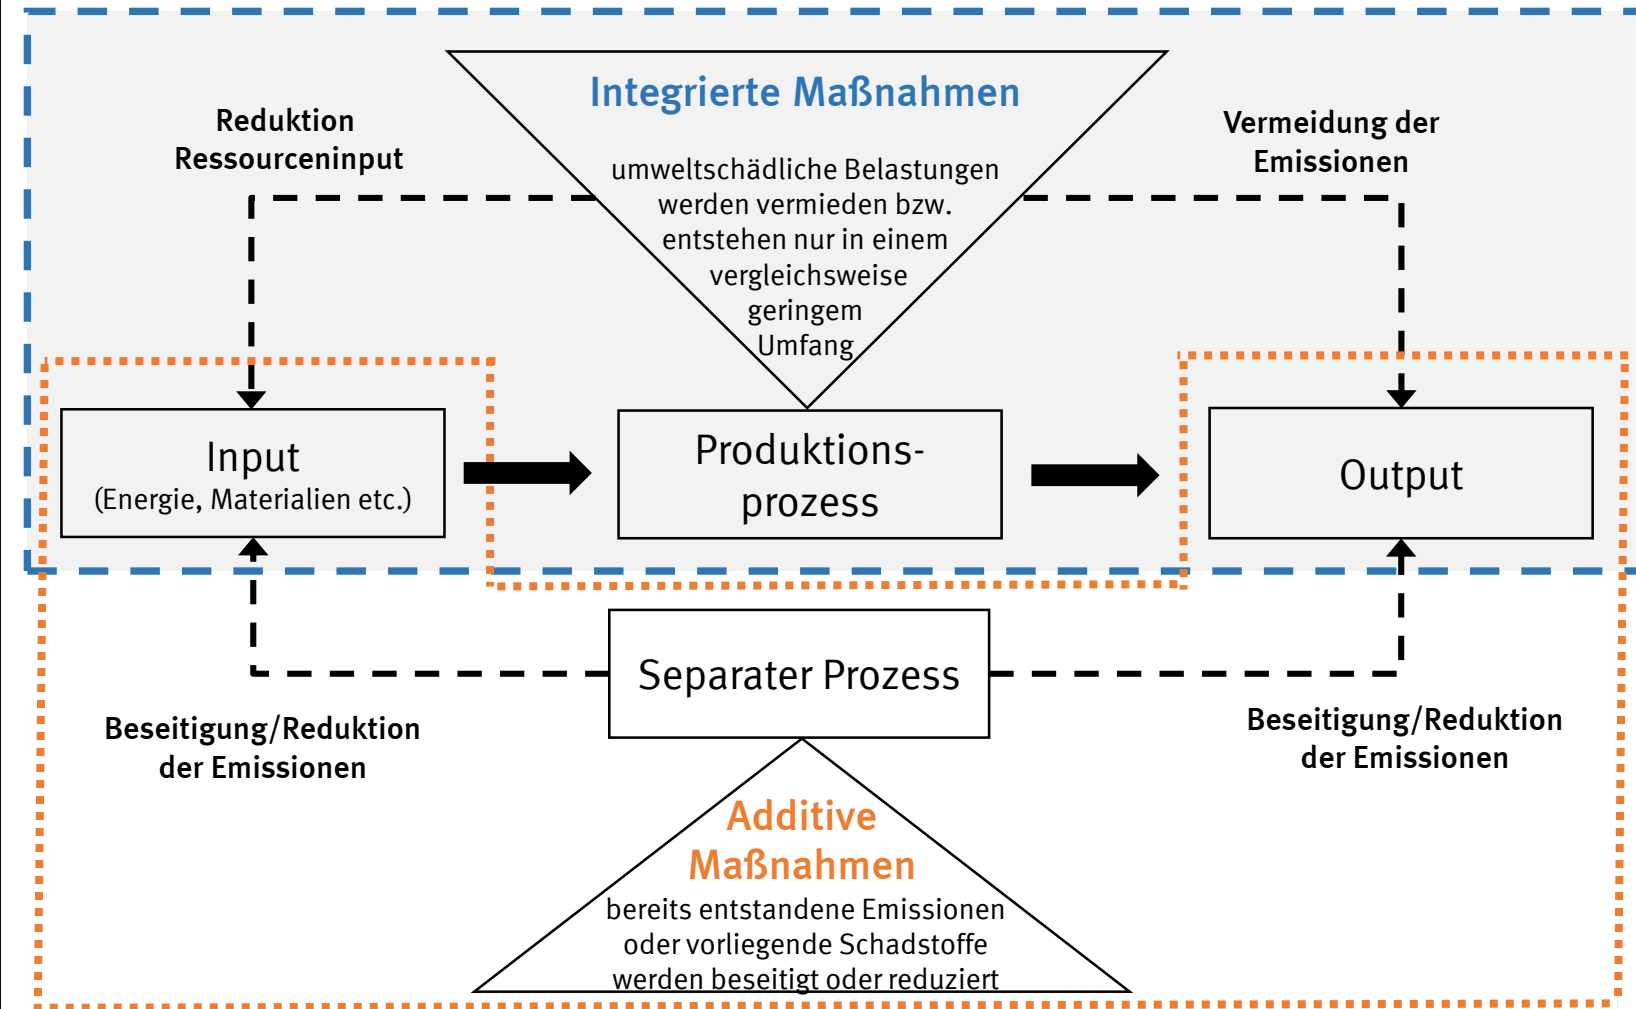 Integrierte Maßnahmen
Reduktion
Ressourceninput
Vermeidung der
Emissionen
umweltschädliche Belastungen
werden vermieden bzw.
entstehen nur in einem
vergleichsweise
geringem
Umfang
Input
(Energie, Materialien etc.)
Produktions-
prozess
Output
Separater Prozess
Beseitigung/Reduktion
der Emissionen
Beseitigung/Reduktion
der Emissionen
Additive
Maßnahmen
bereits entstandene Emissionen
oder vorliegende Schadstoffe
werden beseitigt oder reduziert